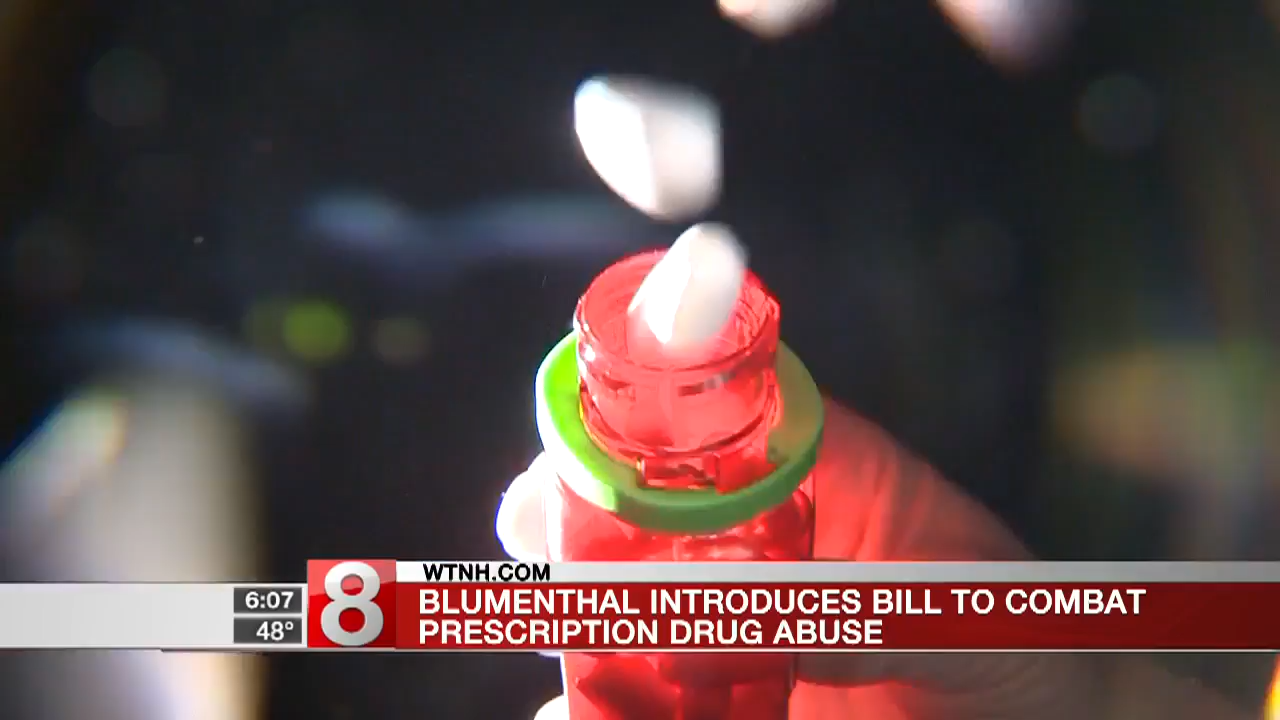 WTNH.COM
6:07
48°
8
BLUMENTHAL INTRODUCES BILL TO COMBAT
PRESCRIPTION DRUG ABUSE